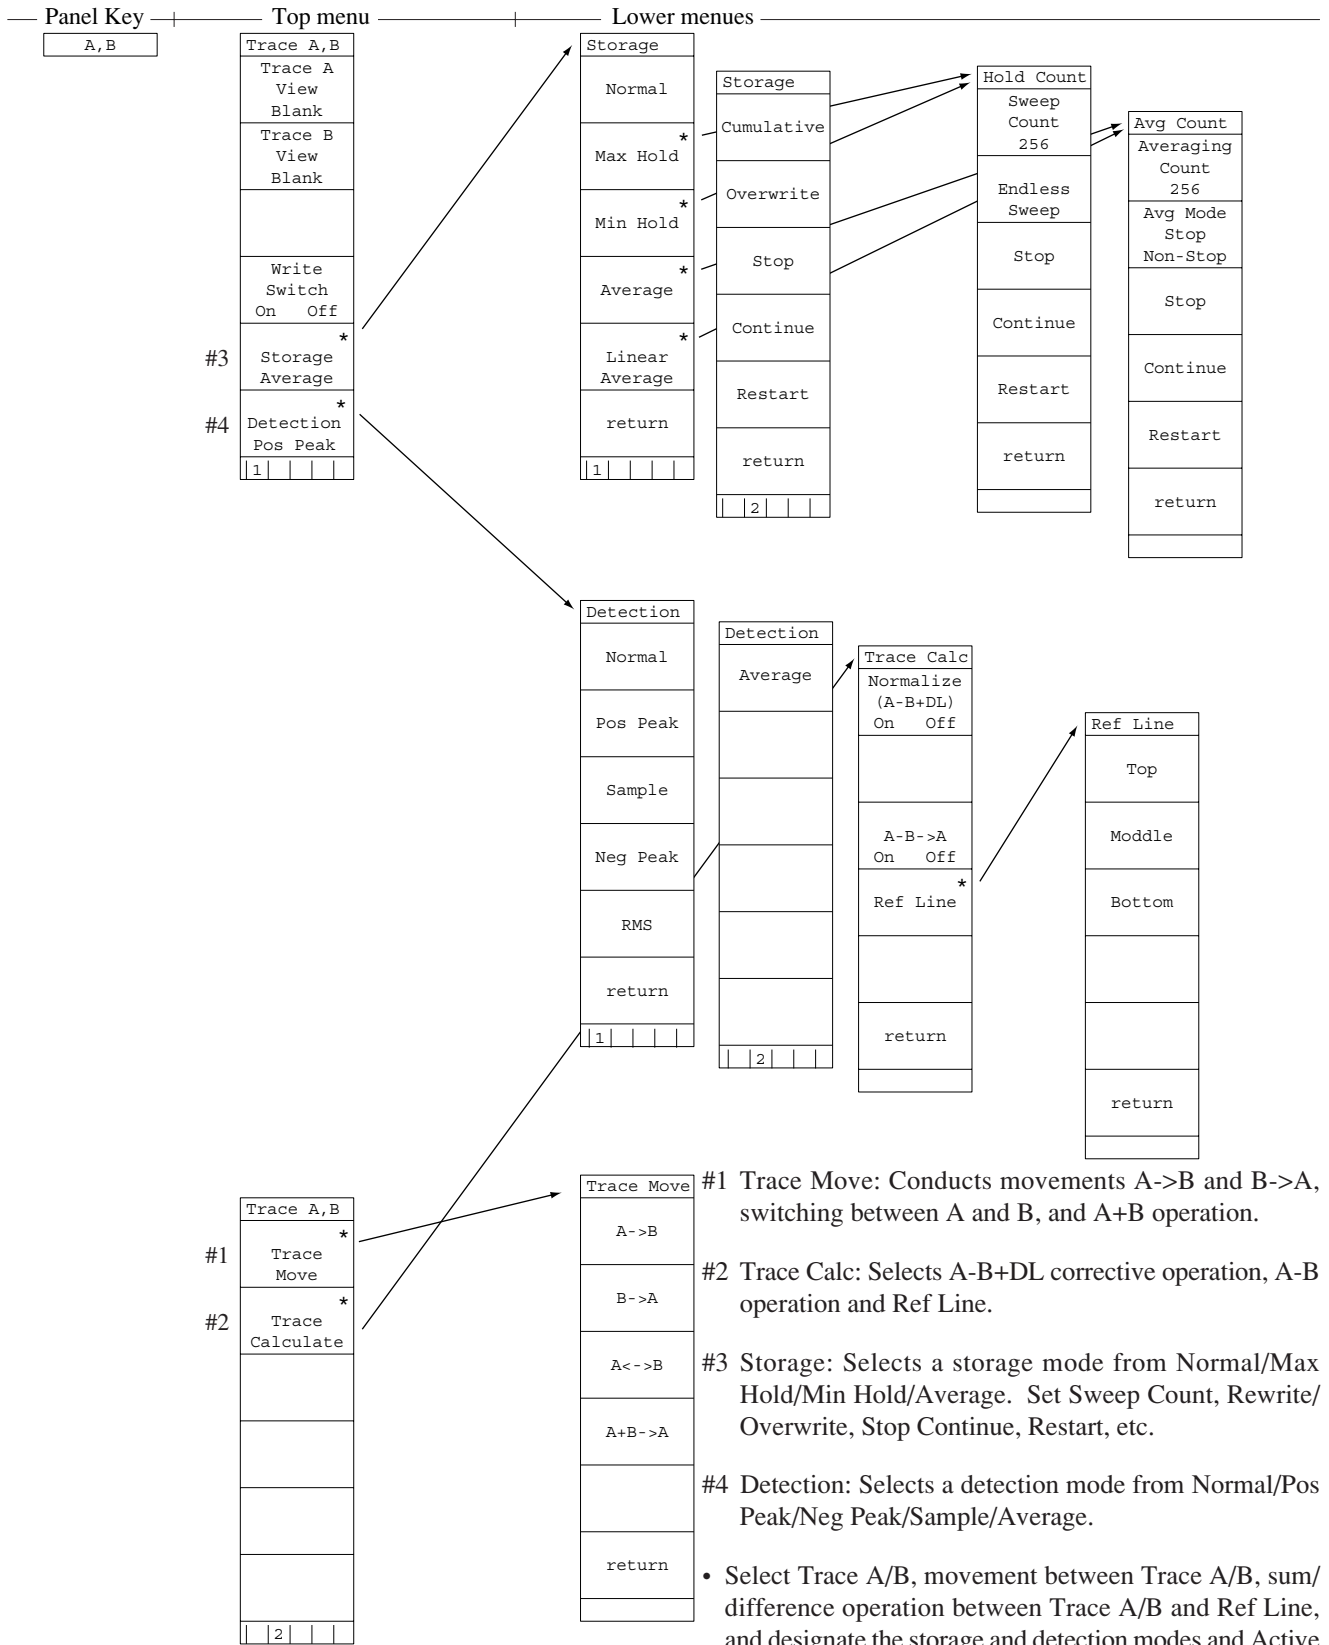 Panel Key
Top menu
Lower menues
A,B
Trace A,B
Trace A
View
Blank
Trace B
View
Blank
Write
Switch
On Off
*
#3
Storage
Average
*
#4
Detection
Pos Peak
1
Storage
Normal
*
Max Hold
*
Min Hold
*
Average
*
Linear
Average
return
1
Storage
Cumulative
Overwrite
Stop
Continue
Restart
return
2
Hold Count
Sweep
Count
256
Endless
Sweep
Stop
Continue
Restart
return
Avg Count
Averaging
Count
256
Avg Mode
Stop
Non-Stop
Stop
Continue
Restart
return
Detection
Normal
Pos Peak
Sample
Neg Peak
RMS
return
1
Detection
Average
2
Trace Calc
Normalize
(A-B+DL)
On Off
A-B->A
On Off
*
Ref Line
return
Ref Line
Top
Moddle
Bottom
return
Trace A,B
*
#1
Trace
Move
*
#2
Trace
Calculate
2
Trace Move
A->B
B->A
A<->B
A+B->A
return
#1 Trace Move: Conducts movements A->B and B->A,
switching between A and B, and A+B operation.
#2 Trace Calc: Selects A-B+DL corrective operation, A-B
operation and Ref Line.
#3 Storage: Selects a storage mode from Normal/Max
Hold/Min Hold/Average. Set Sweep Count, Rewrite/
Overwrite, Stop Continue, Restart, etc.
#4 Detection: Selects a detection mode from Normal/Pos
Peak/Neg Peak/Sample/Average.
• Select Trace A/B, movement between Trace A/B, sum/
difference operation between Trace A/B and Ref Line,
and designate the storage and detection modes and Active